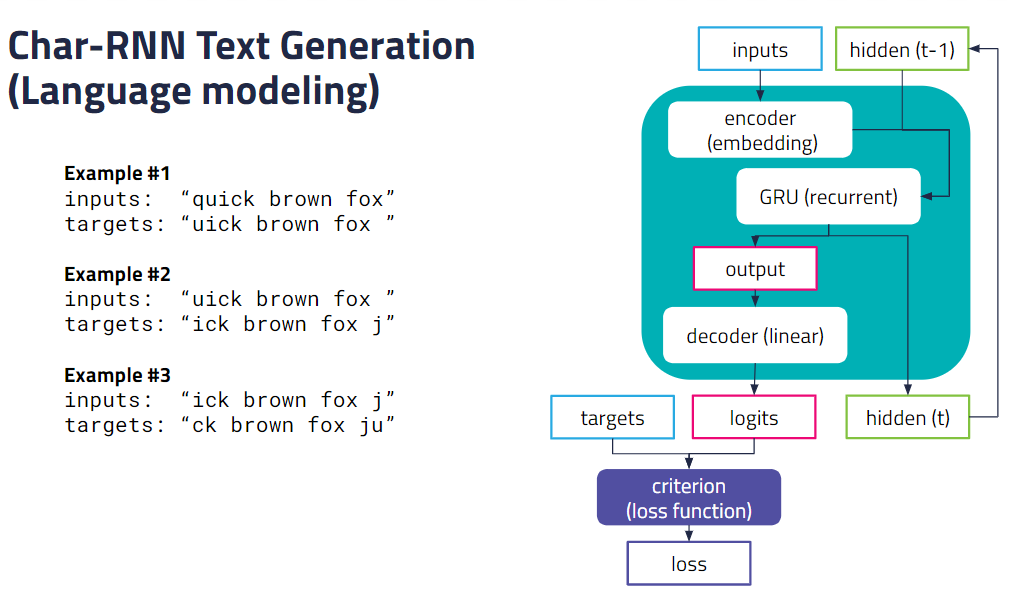 Char-RNN Text Generation
(Language modeling)
Example #1
inputs:  “quick brown fox”
targets: “uick brown fox ”
Example #2
inputs:  “uick brown fox ”
targets: “ick brown fox j”
Example #3
inputs:  “ick brown fox j”
targets: “ck brown fox ju”
inputs
hidden (t-1)
encoder
(embedding)
GRU (recurrent)
output
decoder (linear)
targets
logits
hidden (t)
criterion
(loss function)
loss